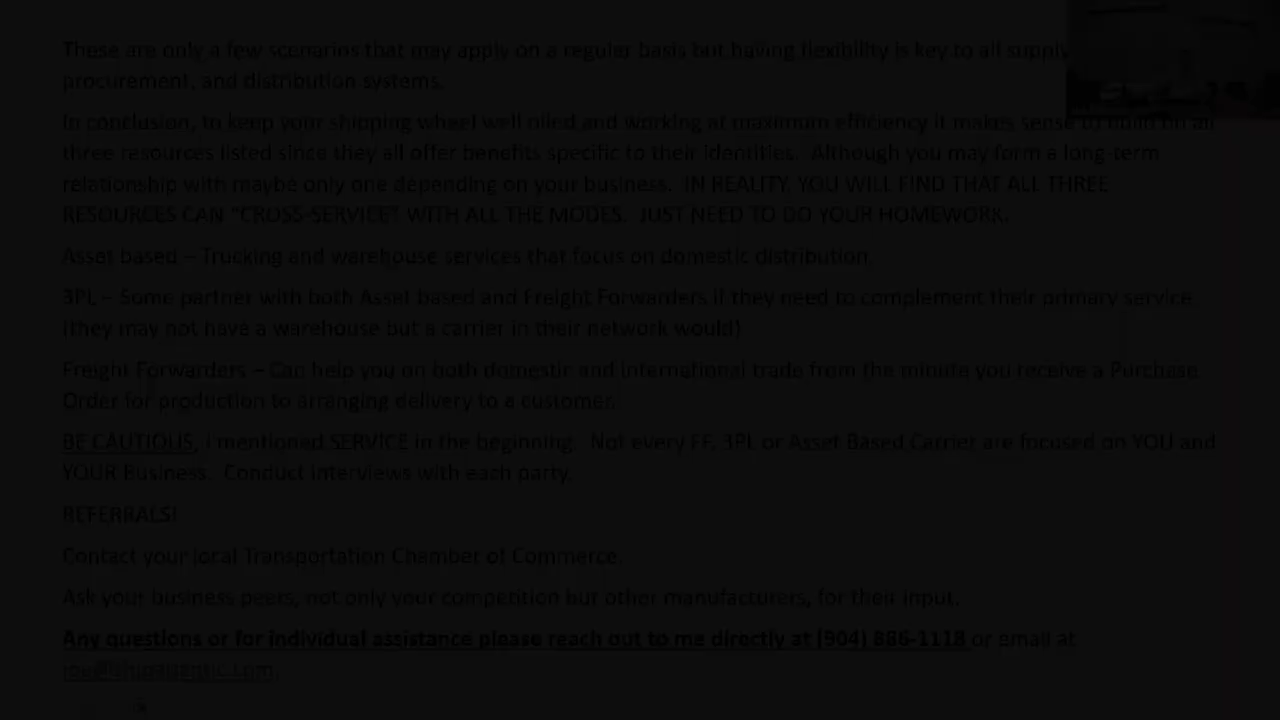 These are only a few scenarios that may apply on a regular basis but having flexibility is key to all supply
procurement, and distribution systems.
In conclusion, to keep your shipping wheel well oiled and working at maximum efficiency it makes sense to build on all
three resources listed since they all offer benefits specific to their identities. Although you may form a long-term
relationship with maybe only one depending on your business. IN REALITY, YOU WILL FIND THAT ALL THREE
RESOURCES CAN "CROSS-SERVICE" WITH ALL THE MODES. JUST NEED TO DO YOUR HOMEWORK.
Asset based – Trucking and warehouse services that focus on domestic distribution.
3PL – Some partner with both Asset based and Freight Forwarders if they need to complement their primary service
(they may not have a warehouse but a carrier in their network would)
Freight Forwarders – Can help you on both domestic and international trade from the minute you receive a Purchase
Order for production to arranging delivery to a customer.
BE CAUTIOUS, I mentioned SERVICE in the beginning. Not every FF, 3PL or Asset Based Carrier are focused on YOU and
YOUR Business. Conduct interviews with each party.
REFERRALS!
Contact your local Transportation Chamber of Commerce.
Ask your business peers, not only your competition but other manufacturers, for their input.
Any questions or for individual assistance please reach out to me directly at (904) 886-1118 or email at